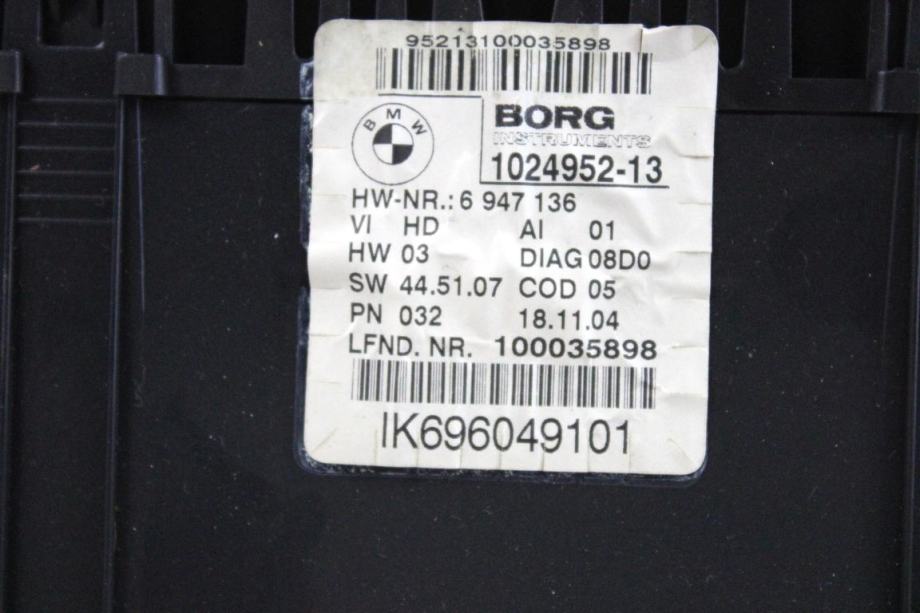 95213100035898
BMW
BORG
INSTRUMENTS
1024952-13
HW-NR.: 6 947 136
VI HD AI 01
HW 03 DIAG 08D0
SW 44.51.07 COD 05
PN 032 18.11.04
LFND. NR. 100035898
IK696049101